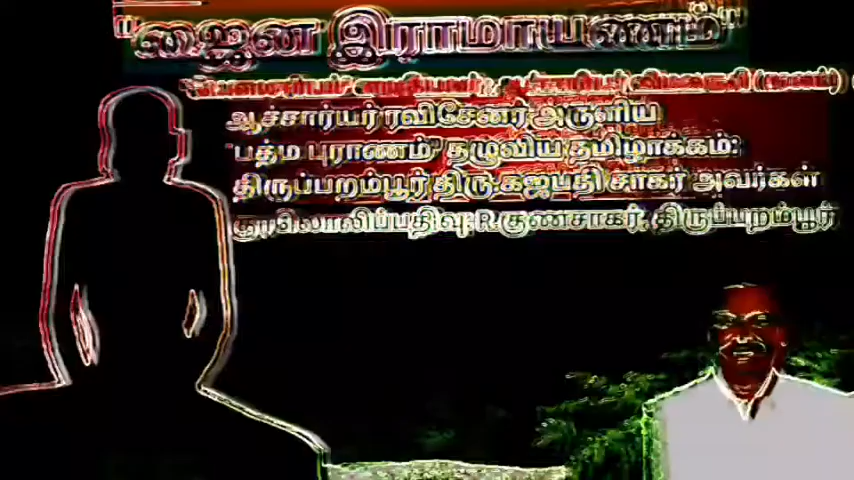 "ஜைன இராமாயணம்"
ஆச்சார்யர் ரவிசேனர் அருளிய
பத்ம புராணம் தழுவிய தமிழாக்கம்:
திருப்பறம்பூர் திரு.கஜபதிசாகர் அவர்கள்
நூலொலிப்பதிவு: R.குணசாகர், திருப்பறம்பூர்